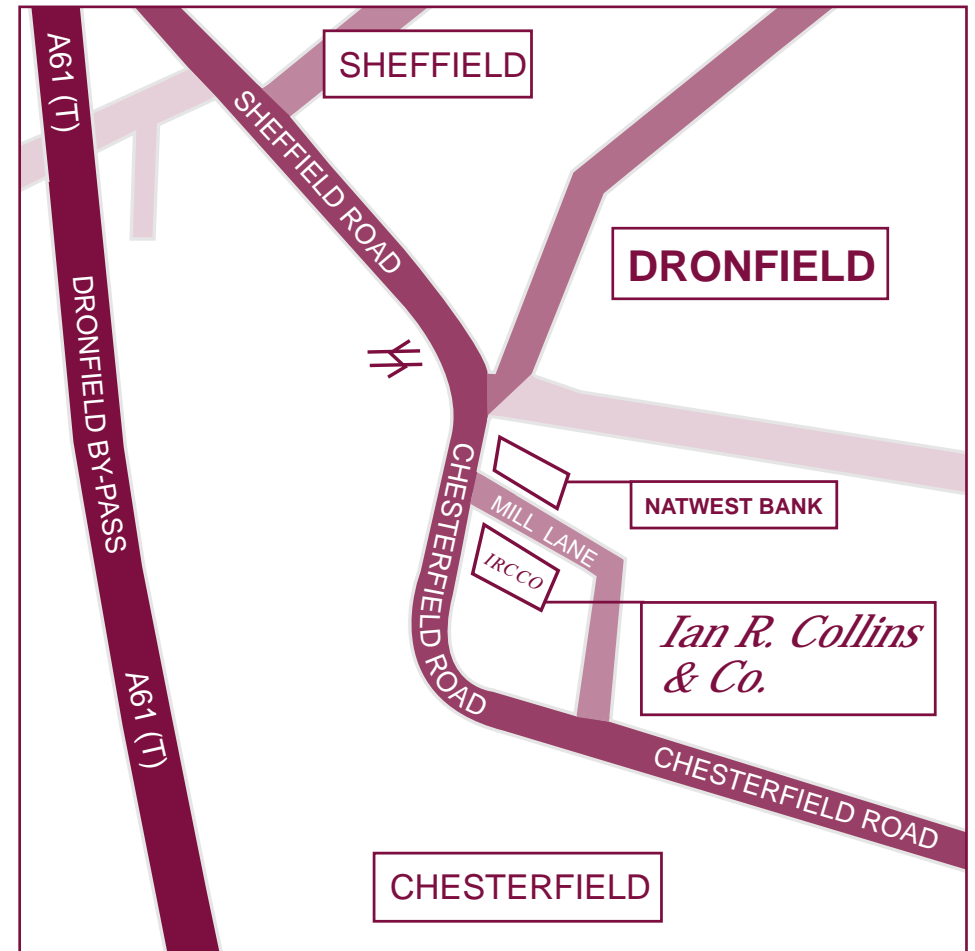 A61 (T)
SHEFFIELD
SHEFFIELD ROAD
DRONFIELD
DRONFIELD BY-PASS
CHESTERFIELD ROAD
NATWEST BANK
MILL LANE
IRCCO
Ian R. Collins
& Co.
A61 (T)
CHESTERFIELD ROAD
CHESTERFIELD